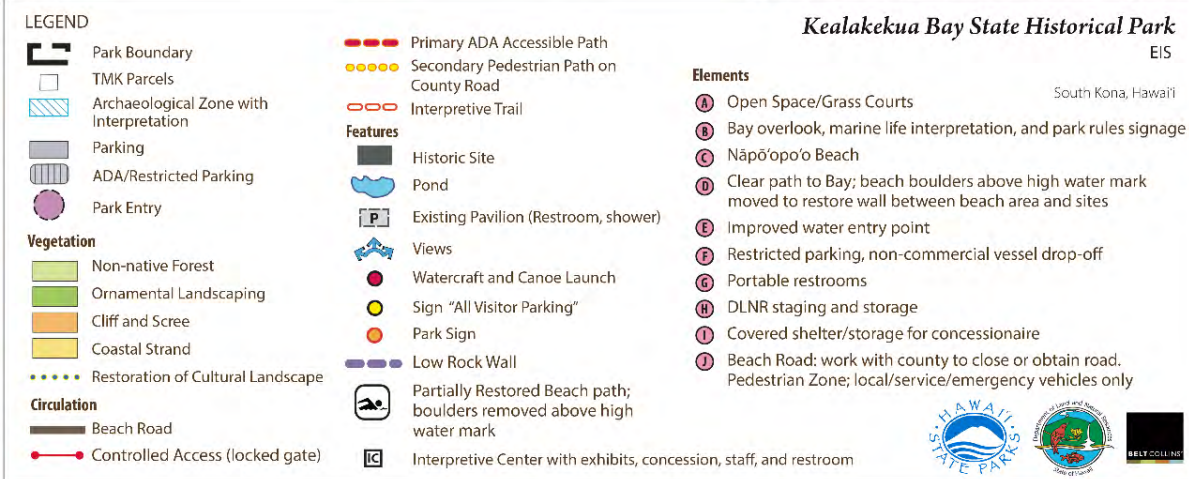 LEGEND
Park Boundary
TMK Parcels
Archaeological Zone with
Interpretation
Parking
ADA/Restricted Parking
Park Entry
Vegetation
Non-native Forest
Ornamental Landscaping
Cliff and Scree
Coastal Strand
Restoration of Cultural Landscape
Circulation
Beach Road
Controlled Access (locked gate)
Primary ADA Accessible Path
Secondary Pedestrian Path on
County Road
Interpretive Trail
Features
Historic Site
Pond
P
Existing Pavilion (Restroom, shower)
Views
Watercraft and Canoe Launch
Sign "All Visitor Parking"
Park Sign
Low Rock Wall
Partially Restored Beach path;
boulders removed above high
water mark
IC Interpretive Center with exhibits, concession, staff, and restroom
Kealakekua Bay State Historical Park
EIS
South Kona, Hawai‘i
Elements
A Open Space/Grass Courts
B Bay overlook, marine life interpretation, and park rules signage
C Nāpō‘opo‘o Beach
D Clear path to Bay; beach boulders above high water mark
moved to restore wall between beach area and sites
E Improved water entry point
F Restricted parking, non-commercial vessel drop-off
G Portable restrooms
H DLNR staging and storage
I Covered shelter/storage for concessionaire
J Beach Road: work with county to close or obtain road.
Pedestrian Zone; local/service/emergency vehicles only
HAWAI‘I
STATE PARKS
Department of Land and Natural Resources
State of Hawaii
BELT COLLINS